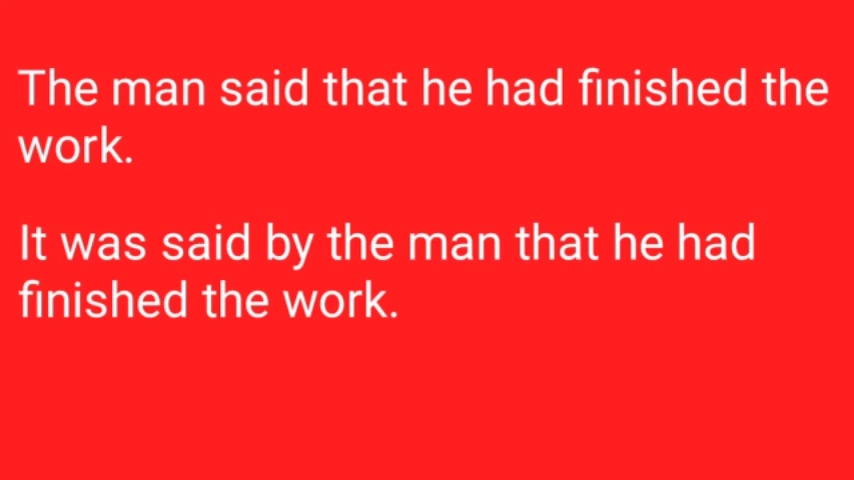 The man said that he had finished the
work.
It was said by the man that he had
finished the work.